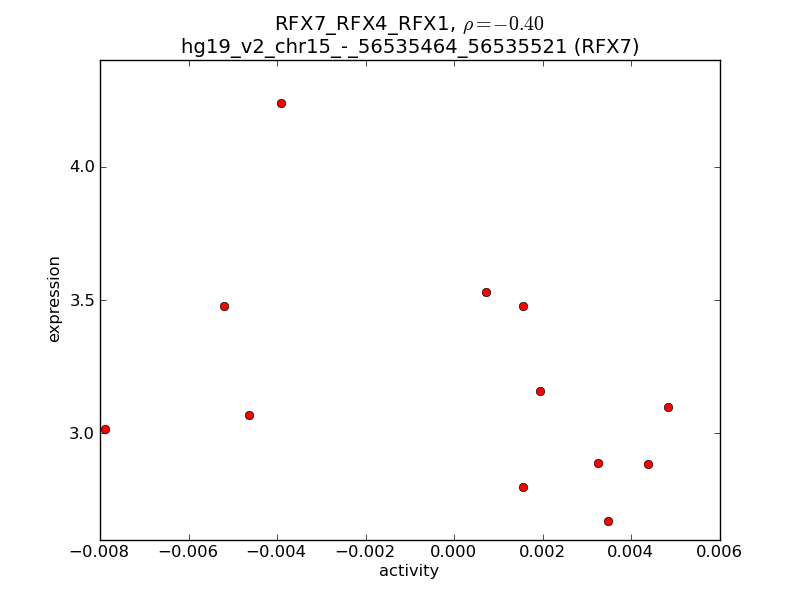 RFX7_RFX4_RFX1, ρ=−0.40
hg19_v2_chr15_-_56535464_56535521 (RFX7)
expression
4.0
3.5
3.0
−0.008 −0.006 −0.004 −0.002 0.000 0.002 0.004 0.006
activity